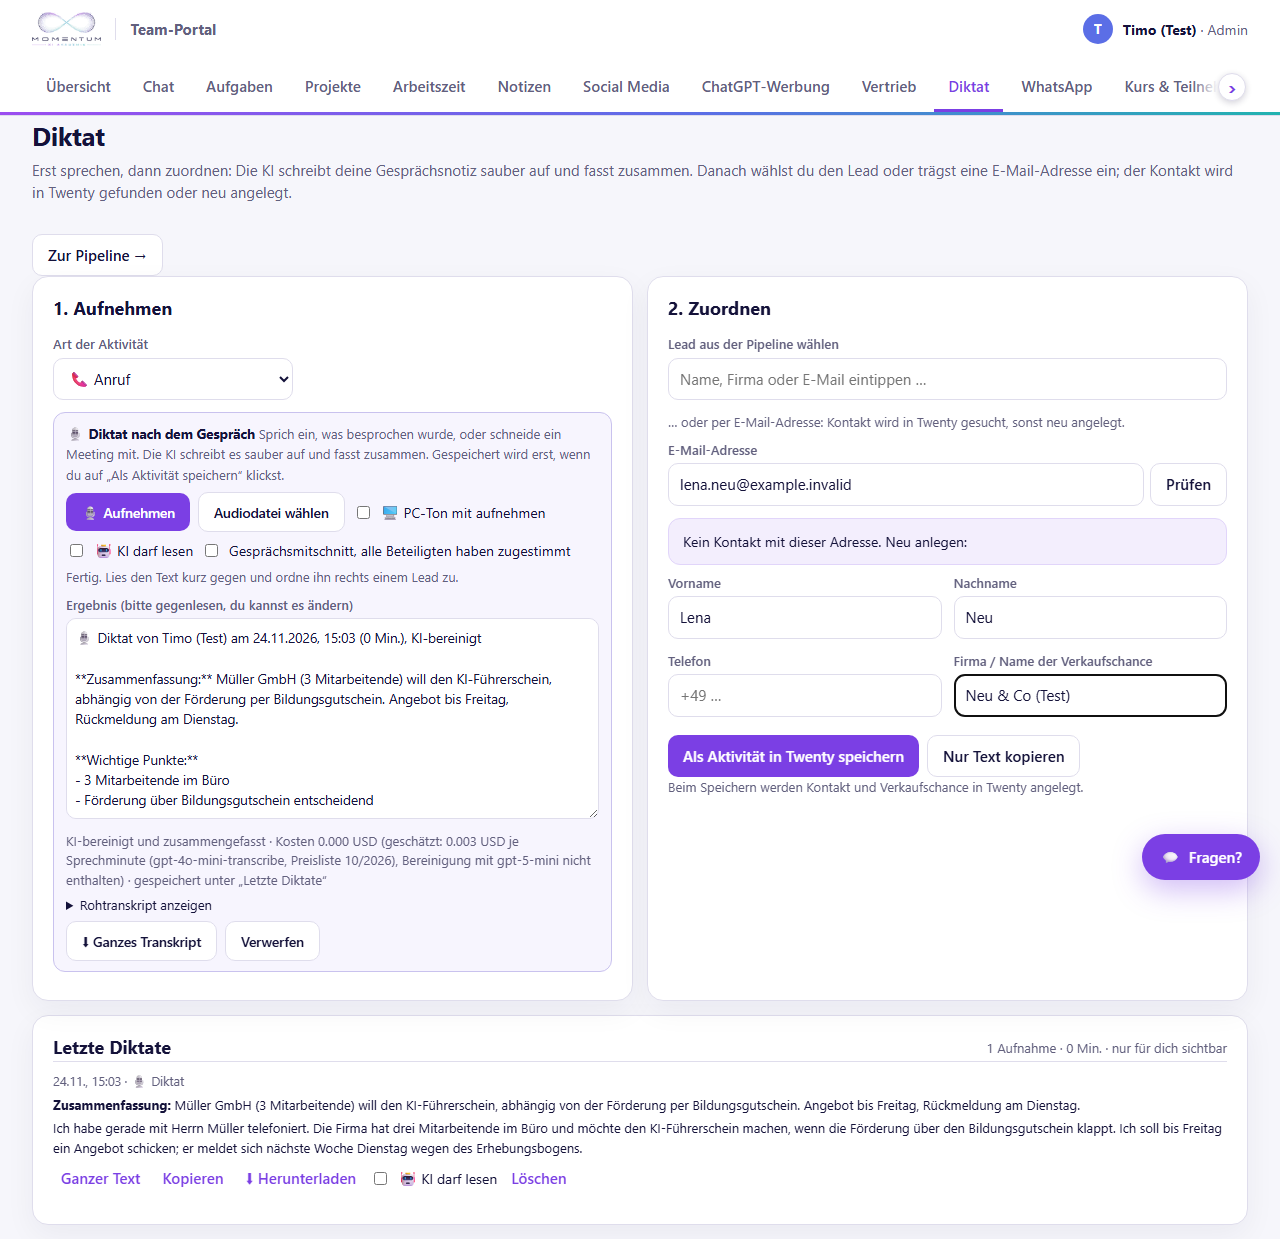 MOMENTUM
Team-Portal
T Timo (Test) · Admin
Übersicht Chat Aufgaben Projekte Arbeitszeit Notizen Social Media ChatGPT-Werbung Vertrieb Diktat WhatsApp Kurs &
Diktat
Erst sprechen, dann zuordnen: Die KI schreibt deine Gesprächsnotiz sauber auf und fasst zusammen. Danach wählst du den Lead oder trägst eine E-Mail-Adresse ein; der Kontakt wird
in Twenty gefunden oder neu angelegt.
Zur Pipeline →
1. Aufnehmen
Art der Aktivität
Anruf
Diktat nach dem Gespräch Sprich ein, was besprochen wurde, oder schneide ein
Meeting mit. Die KI schreibt es sauber auf und fasst zusammen. Gespeichert wird erst, wenn
du auf „Als Aktivität speichern“ klickst.
Aufnehmen Audiodatei wählen PC-Ton mit aufnehmen
KI darf lesen Gesprächsmitschnitt, alle Beteiligten haben zugestimmt
Fertig. Lies den Text kurz gegen und ordne ihn rechts einem Lead zu.
Ergebnis (bitte gegenlesen, du kannst es ändern)
Diktat von Timo (Test) am 24.11.2026, 15:03 (0 Min.), KI-bereinigt
**Zusammenfassung:** Müller GmbH (3 Mitarbeitende) will den KI-Führerschein,
abhängig von der Förderung per Bildungsgutschein. Angebot bis Freitag,
Rückmeldung am Dienstag.
**Wichtige Punkte:**
- 3 Mitarbeitende im Büro
- Förderung über Bildungsgutschein entscheidend
KI-bereinigt und zusammengefasst · Kosten 0.000 USD (geschätzt: 0.003 USD je
Sprechminute (gpt-4o-mini-transcribe, Preisliste 10/2026), Bereinigung mit gpt-5-mini nicht
enthalten) · gespeichert unter „Letzte Diktate“
Rohtranskript anzeigen
⬇ Ganzes Transkript Verwerfen
2. Zuordnen
Lead aus der Pipeline wählen
Name, Firma oder E-Mail eintippen ...
... oder per E-Mail-Adresse: Kontakt wird in Twenty gesucht, sonst neu angelegt.
E-Mail-Adresse
lena.neu@example.invalid Prüfen
Kein Kontakt mit dieser Adresse. Neu anlegen:
Vorname Nachname
Lena Neu
Telefon Firma / Name der Verkaufschance
+49 ... Neu & Co (Test)
Als Aktivität in Twenty speichern Nur Text kopieren
Beim Speichern werden Kontakt und Verkaufschance in Twenty angelegt.
Fragen?
Letzte Diktate 1 Aufnahme · 0 Min. · nur für dich sichtbar
24.11., 15:03 · Diktat
Zusammenfassung: Müller GmbH (3 Mitarbeitende) will den KI-Führerschein, abhängig von der Förderung per Bildungsgutschein. Angebot bis Freitag, Rückmeldung am Dienstag.
Ich habe gerade mit Herrn Müller telefoniert. Die Firma hat drei Mitarbeitende im Büro und möchte den KI-Führerschein machen, wenn die Förderung über den Bildungsgutschein klappt. Ich soll bis Freitag
ein Angebot schicken; er meldet sich nächste Woche Dienstag wegen des Erhebungsbogens.
Ganzer Text Kopieren ⬇ Herunterladen KI darf lesen Löschen